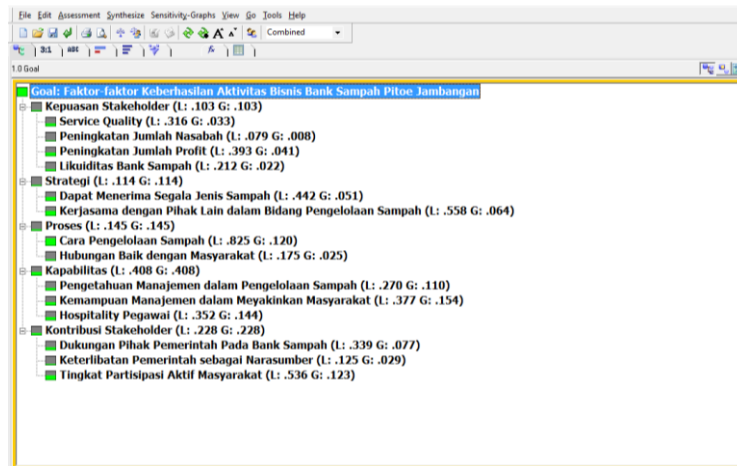 File Edit Assessment Synthesize Sensitivity-Graphs View Go Tools Help
Combined
3:1 ABC
1.0 Goal
Goal: Faktor-faktor Keberhasilan Aktivitas Bisnis Bank Sampah Pitoe Jambangan
Kepuasan Stakeholder (L: .103 G: .103)
Service Quality (L: .316 G: .033)
Peningkatan Jumlah Nasabah (L: .079 G: .008)
Peningkatan Jumlah Profit (L: .393 G: .041)
Likuiditas Bank Sampah (L: .212 G: .022)
Strategi (L: .114 G: .114)
Dapat Menerima Segala Jenis Sampah (L: .442 G: .051)
Kerjasama dengan Pihak Lain dalam Bidang Pengelolaan Sampah (L: .558 G: .064)
Proses (L: .145 G: .145)
Cara Pengelolaan Sampah (L: .825 G: .120)
Hubungan Baik dengan Masyarakat (L: .175 G: .025)
Kapabilitas (L: .408 G: .408)
Pengetahuan Manajemen dalam Pengelolaan Sampah (L: .270 G: .110)
Kemampuan Manajemen dalam Meyakinkan Masyarakat (L: .377 G: .154)
Hospitality Pegawai (L: .352 G: .144)
Kontribusi Stakeholder (L: .228 G: .228)
Dukungan Pihak Pemerintah Pada Bank Sampah (L: .339 G: .077)
Keterlibatan Pemerintah sebagai Narasumber (L: .125 G: .029)
Tingkat Partisipasi Aktif Masyarakat (L: .536 G: .123)